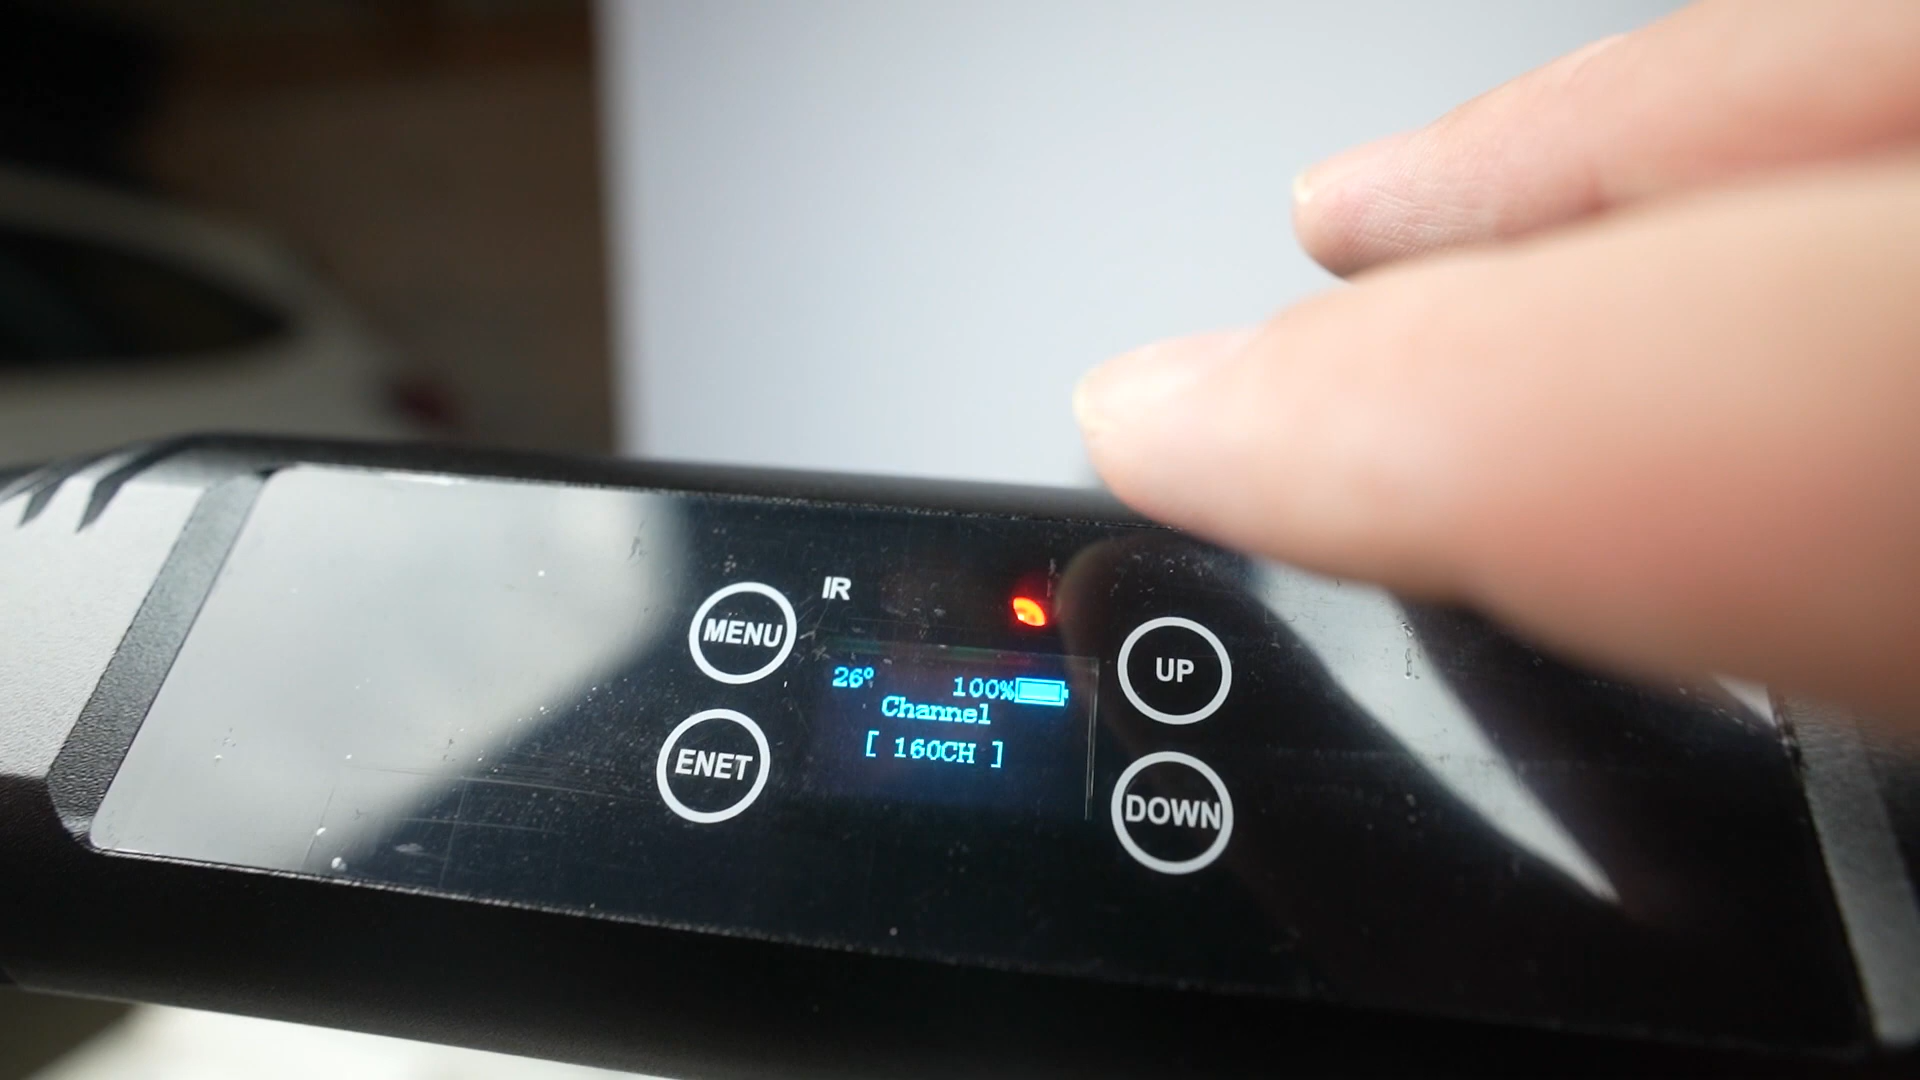 IR
MENU
UP
26° 100%
Channel
[ 160CH ]
ENET
DOWN